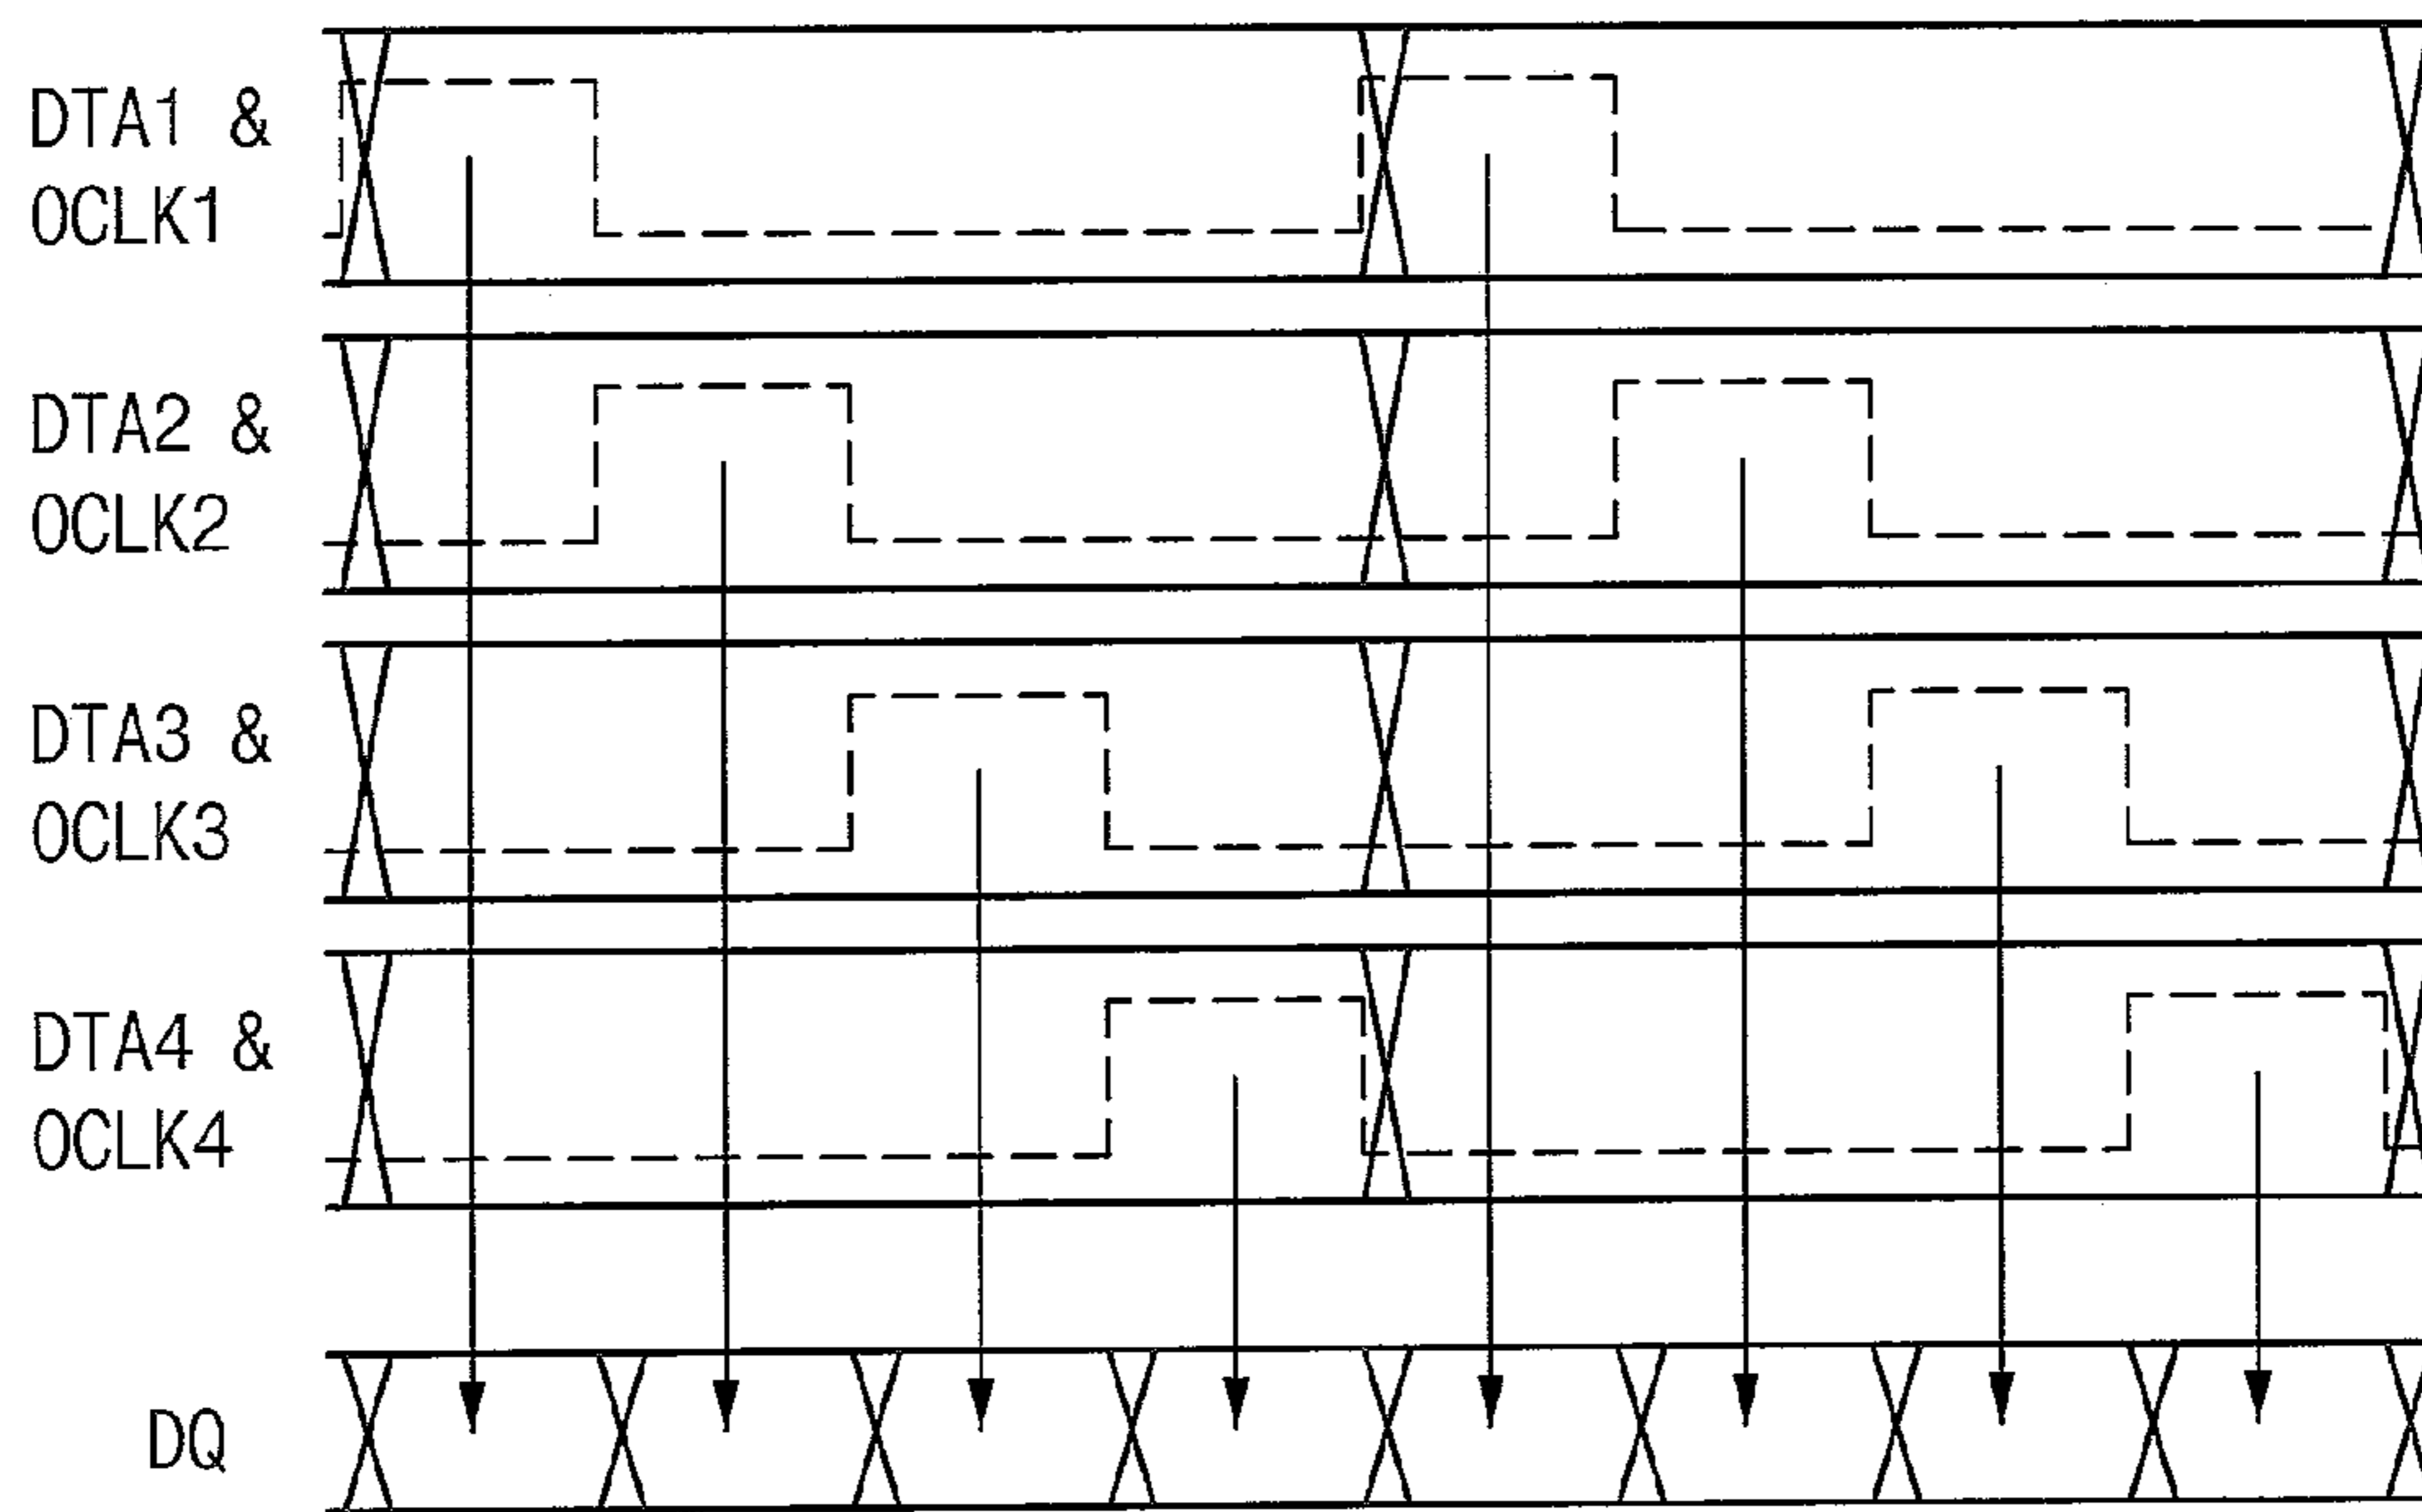 DTA1 &
OCLK1
DTA2 &
OCLK2
DTA3 &
OCLK3
DTA4 &
OCLK4
DQ